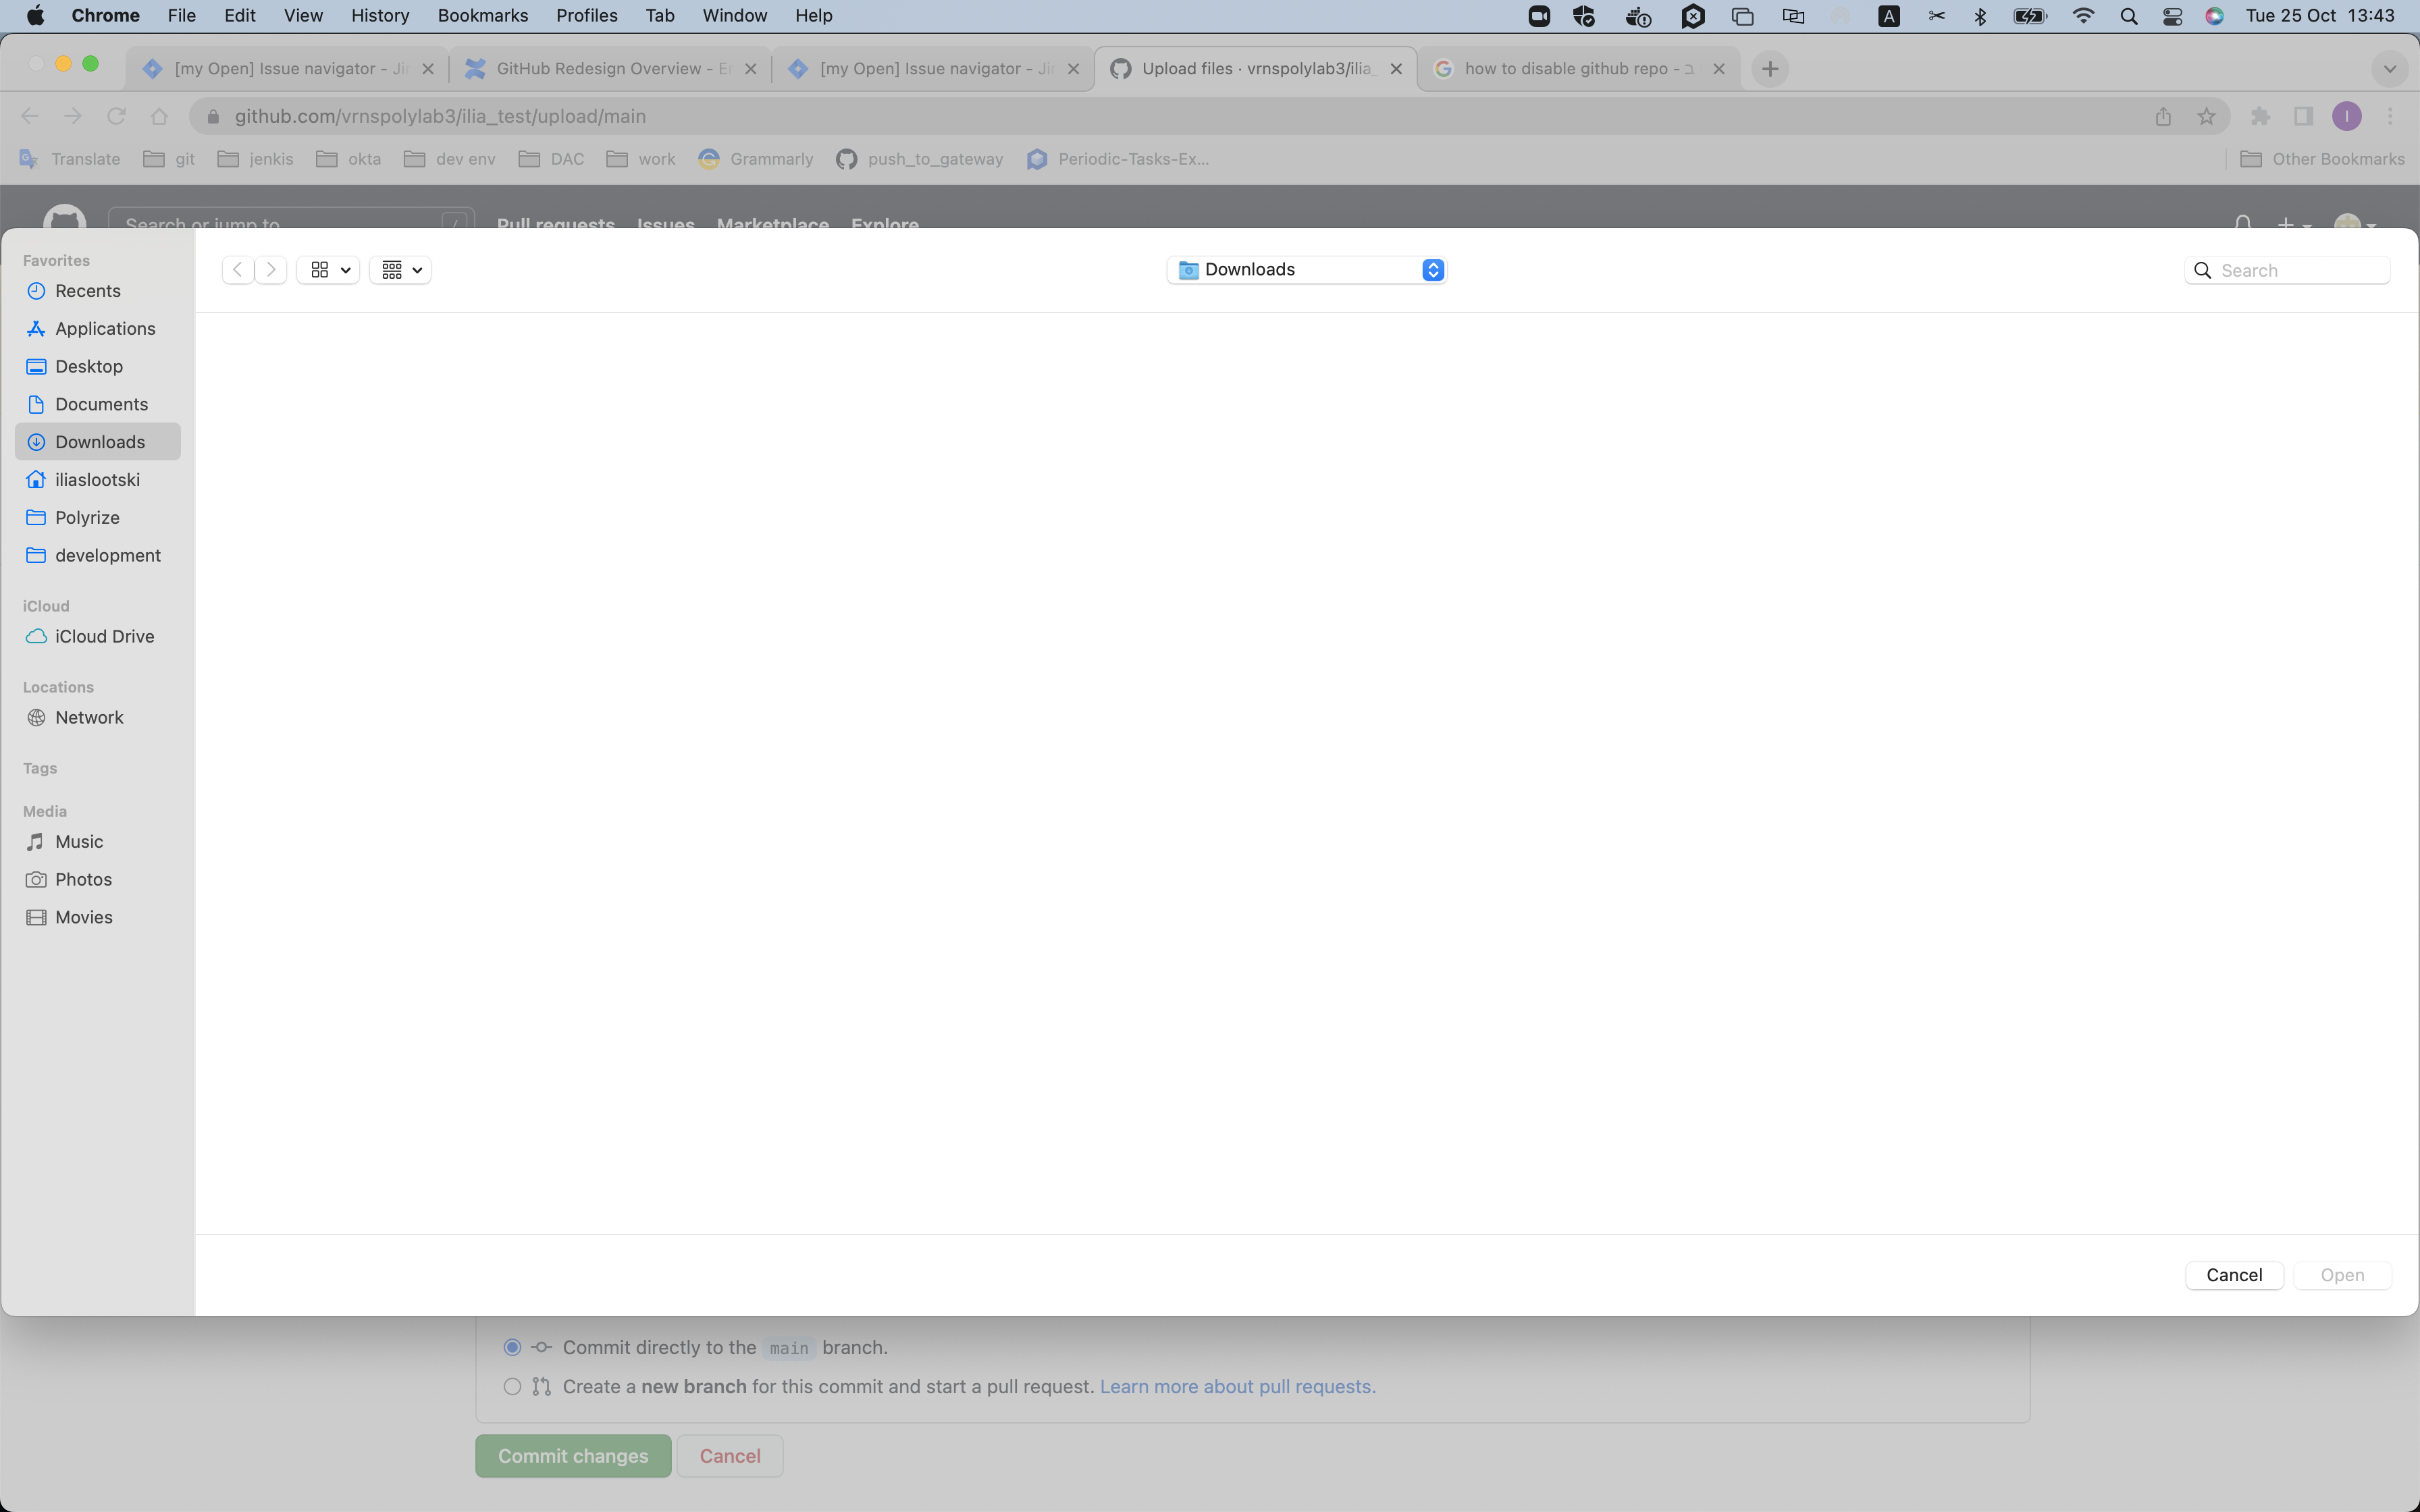 Chrome File Edit View History Bookmarks Profiles Tab Window Help A Tue 25 Oct 13:43
[my Open] Issue navigator - Jir GitHub Redesign Overview - E [my Open] Issue navigator - Jir Upload files · vrnspolylab3/ilia_ how to disable github repo - ב
github.com/vrnspolylab3/ilia_test/upload/main I
Translate git jenkis okta dev env DAC work Grammarly push_to_gateway Periodic-Tasks-Ex... Other Bookmarks
Search or jump to / Pull requests Issues Marketplace Explore
Favorites
Recents
Applications
Desktop
Documents
Downloads
iliaslootski
Polyrize
development
iCloud
iCloud Drive
Locations
Network
Tags
Media
Music
Photos
Movies
Downloads
Search
Cancel Open
Commit directly to the main branch.
Create a new branch for this commit and start a pull request. Learn more about pull requests.
Commit changes Cancel